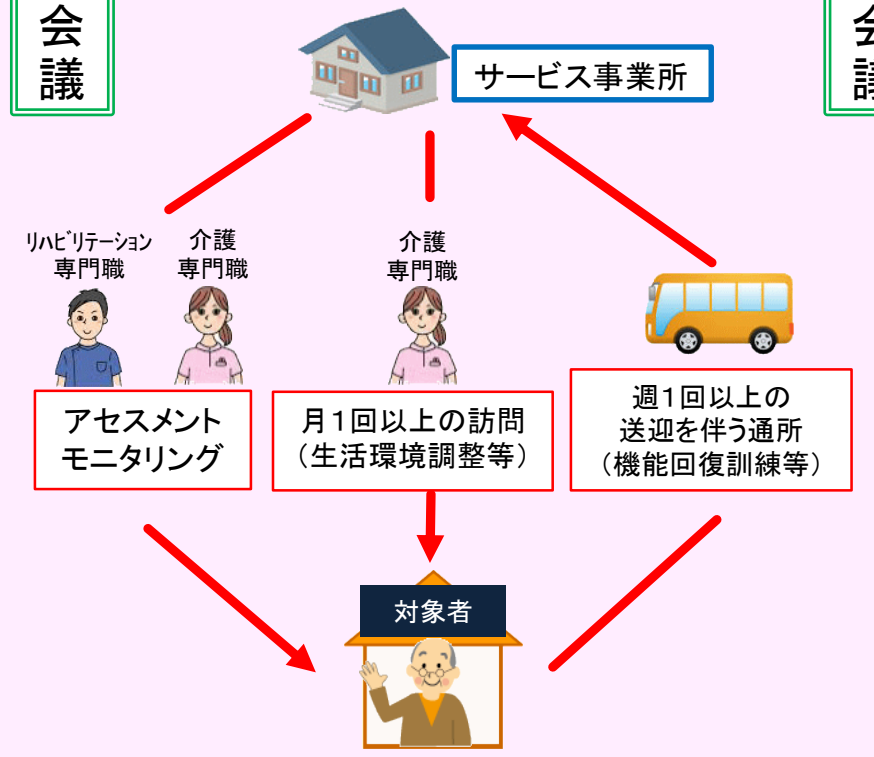 会議
会
サービス事業所
リハビリテーション
専門職
介護
専門職
介護
専門職
アセスメント
モニタリング
月１回以上の訪問
（生活環境調整等）
週１回以上の
送迎を伴う通所
（機能回復訓練等）
対象者